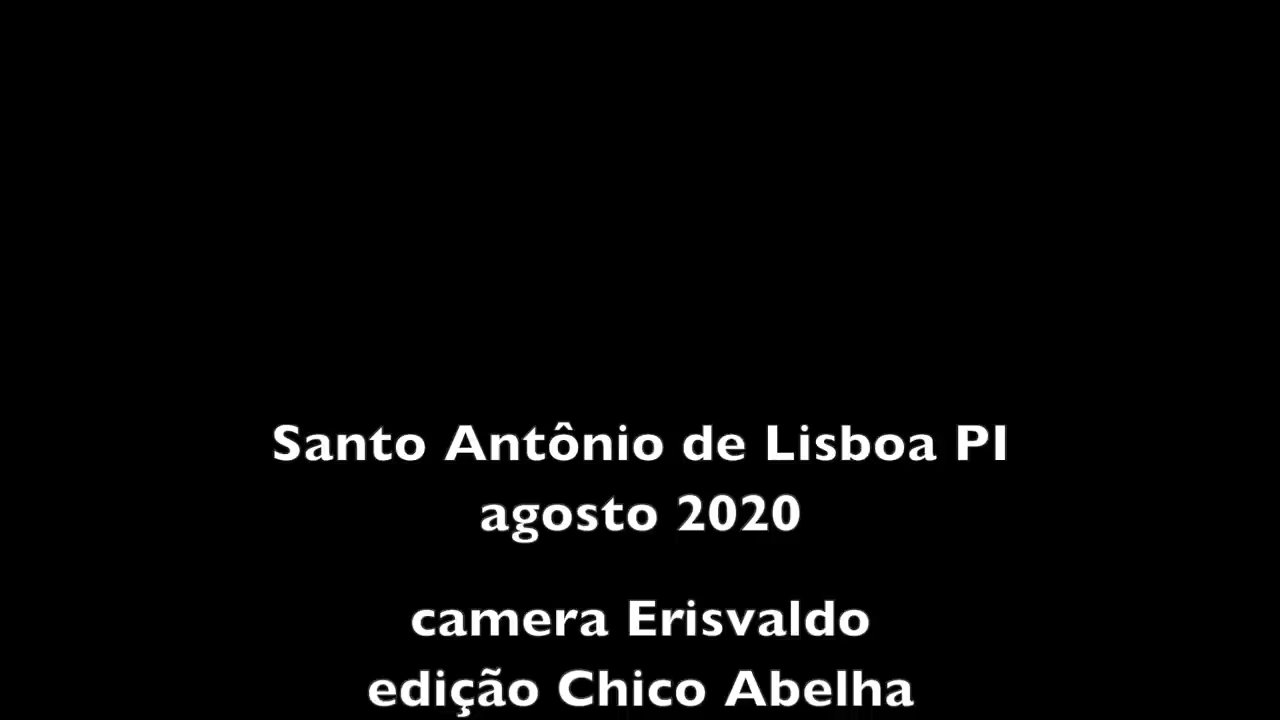 Santo Antônio de Lisboa PI
agosto 2020
camera Erisvaldo
edição Chico Abelha